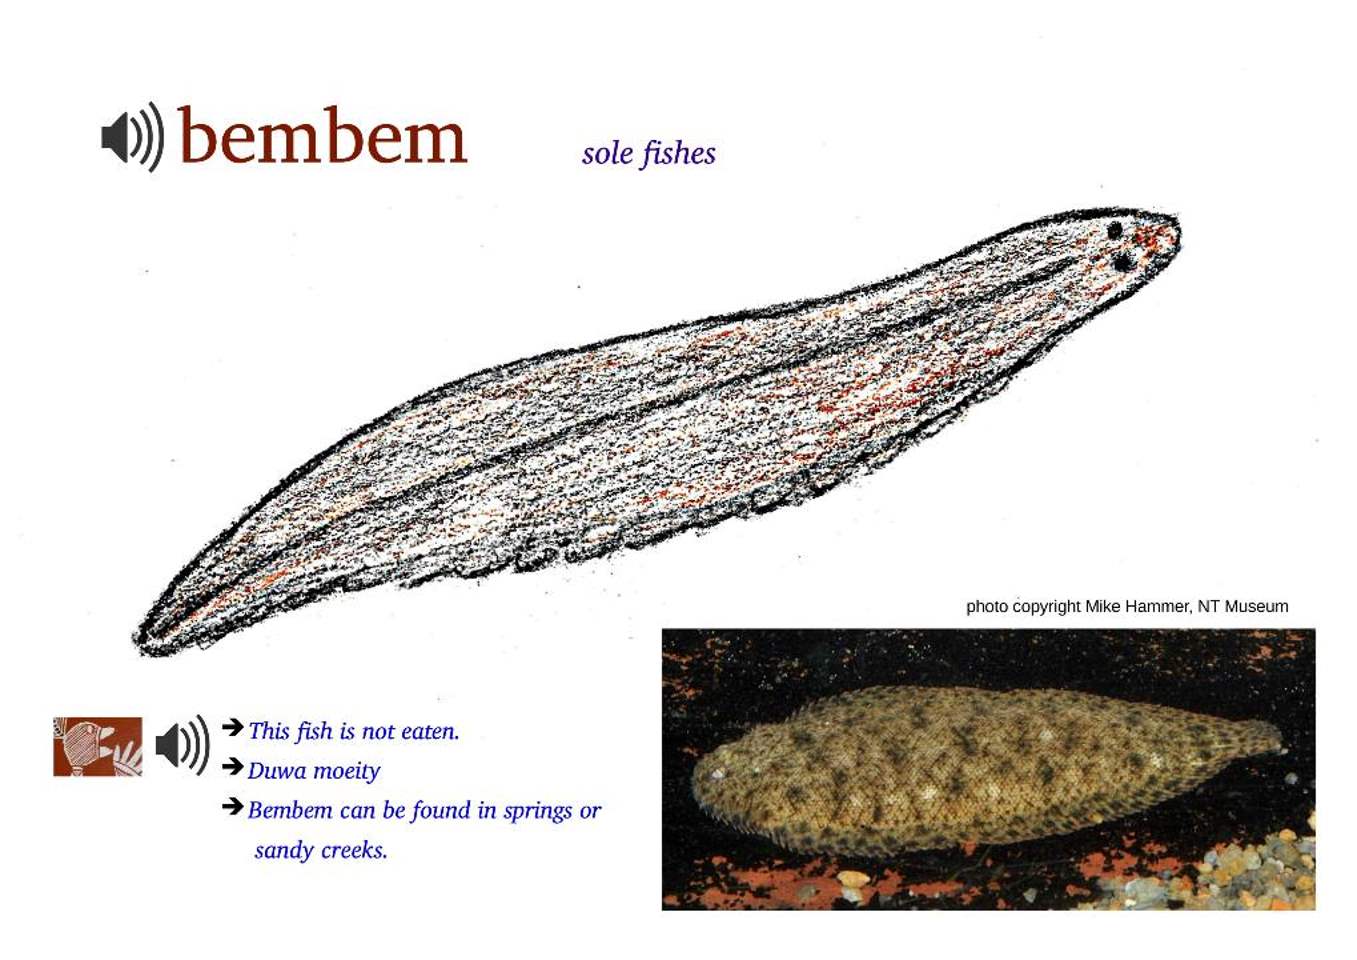 bembem
sole fishes
photo copyright Mike Hammer, NT Museum
This fish is not eaten.
Duwa moeity
Bembem can be found in springs or
sandy creeks.